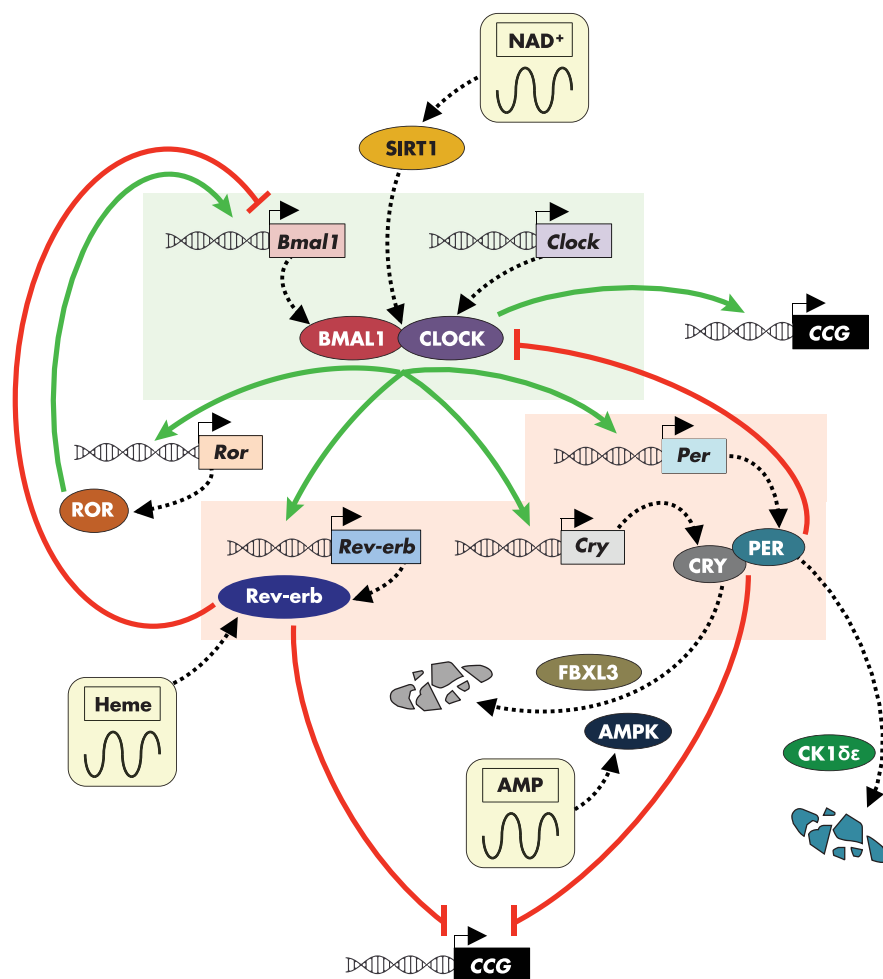 NAD+
SIRT1
Bmal1
Clock
BMAL1
CLOCK
CCG
Ror
Per
ROR
Rev-erb
Cry
PER
CRY
Rev-erb
FBXL3
Heme
AMPK
CK1δε
AMP
CCG